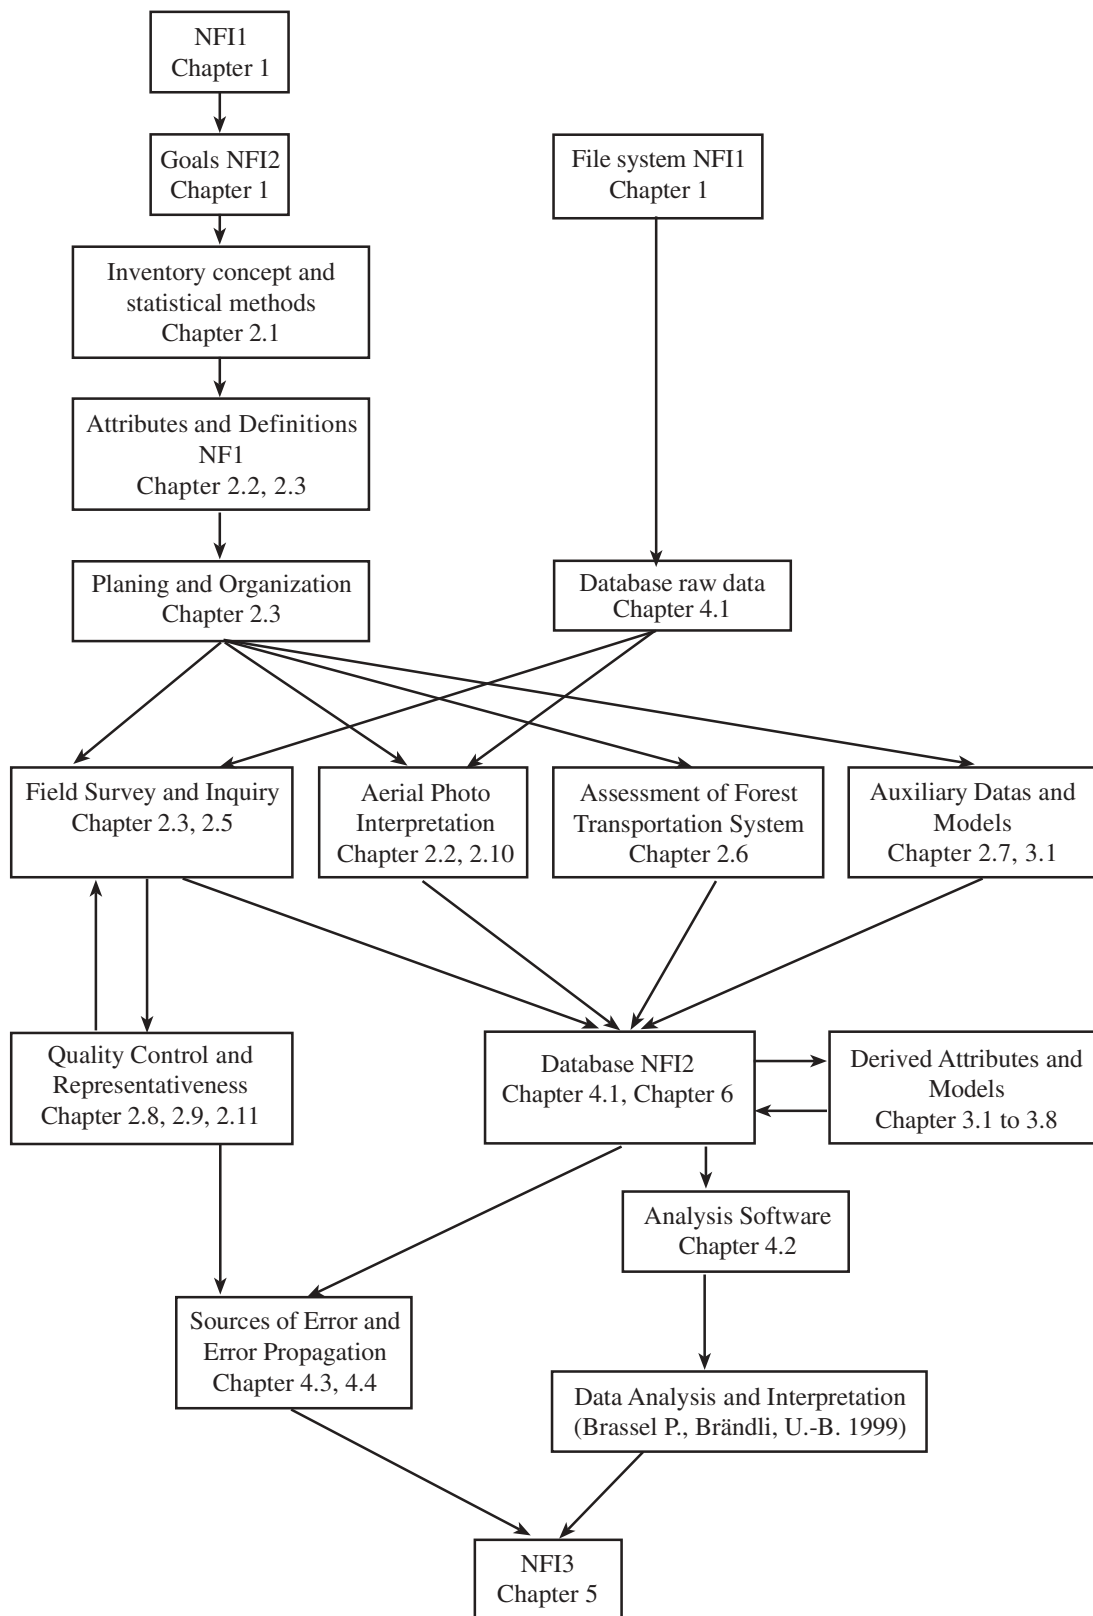 NFI1
Chapter 1
Goals NFI2
Chapter 1
File system NFI1
Chapter 1
Inventory concept and
statistical methods
Chapter 2.1
Attributes and Definitions
NF1
Chapter 2.2, 2.3
Planing and Organization
Chapter 2.3
Database raw data
Chapter 4.1
Field Survey and Inquiry
Chapter 2.3, 2.5
Aerial Photo
Interpretation
Chapter 2.2, 2.10
Assessment of Forest
Transportation System
Chapter 2.6
Auxiliary Datas and
Models
Chapter 2.7, 3.1
Quality Control and
Representativeness
Chapter 2.8, 2.9, 2.11
Database NFI2
Chapter 4.1, Chapter 6
Derived Attributes and
Models
Chapter 3.1 to 3.8
Analysis Software
Chapter 4.2
Sources of Error and
Error Propagation
Chapter 4.3, 4.4
Data Analysis and Interpretation
(Brassel P., Brändli, U.-B. 1999)
NFI3
Chapter 5